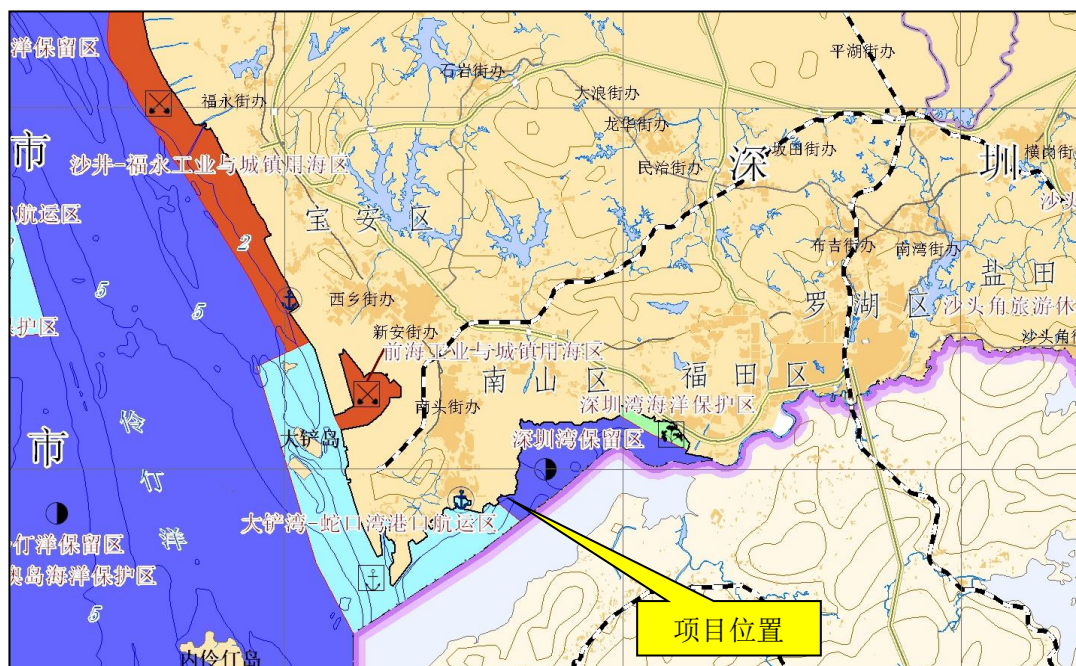 洋保留区
石岩街办
平湖街办
福永街办
大浪街办
龙华街办
市
深
圳
坂田街办
横岗街
沙井-福永工业与城镇用海区
民治街办
沙头
航运区
宝安区
2
布吉街办
南湾街办
盐田
5
西乡街办
罗湖区
沙头角旅游休
5
新安街办
沙头角街
护区
前海工业与城镇用海区
南山区
福田区
南头街办
深圳湾海洋保护区
伶
大铲岛
深圳湾保留区
市
仃
大铲湾-蛇口湾港口航运区
洋
仃洋保留区
岛海洋保护区
5
项目位置
内伶仃岛